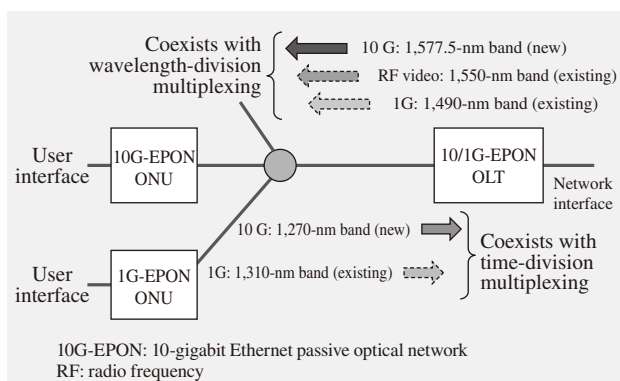 Coexists with
wavelength-division
multiplexing
10 G: 1,577.5-nm band (new)
RF video: 1,550-nm band (existing)
1G: 1,490-nm band (existing)
User
interface
10G-EPON
ONU
10/1G-EPON
OLT
Network
interface
10 G: 1,270-nm band (new)
1G: 1,310-nm band (existing)
Coexists with
time-division
multiplexing
User
interface
1G-EPON
ONU
10G-EPON: 10-gigabit Ethernet passive optical network
RF: radio frequency